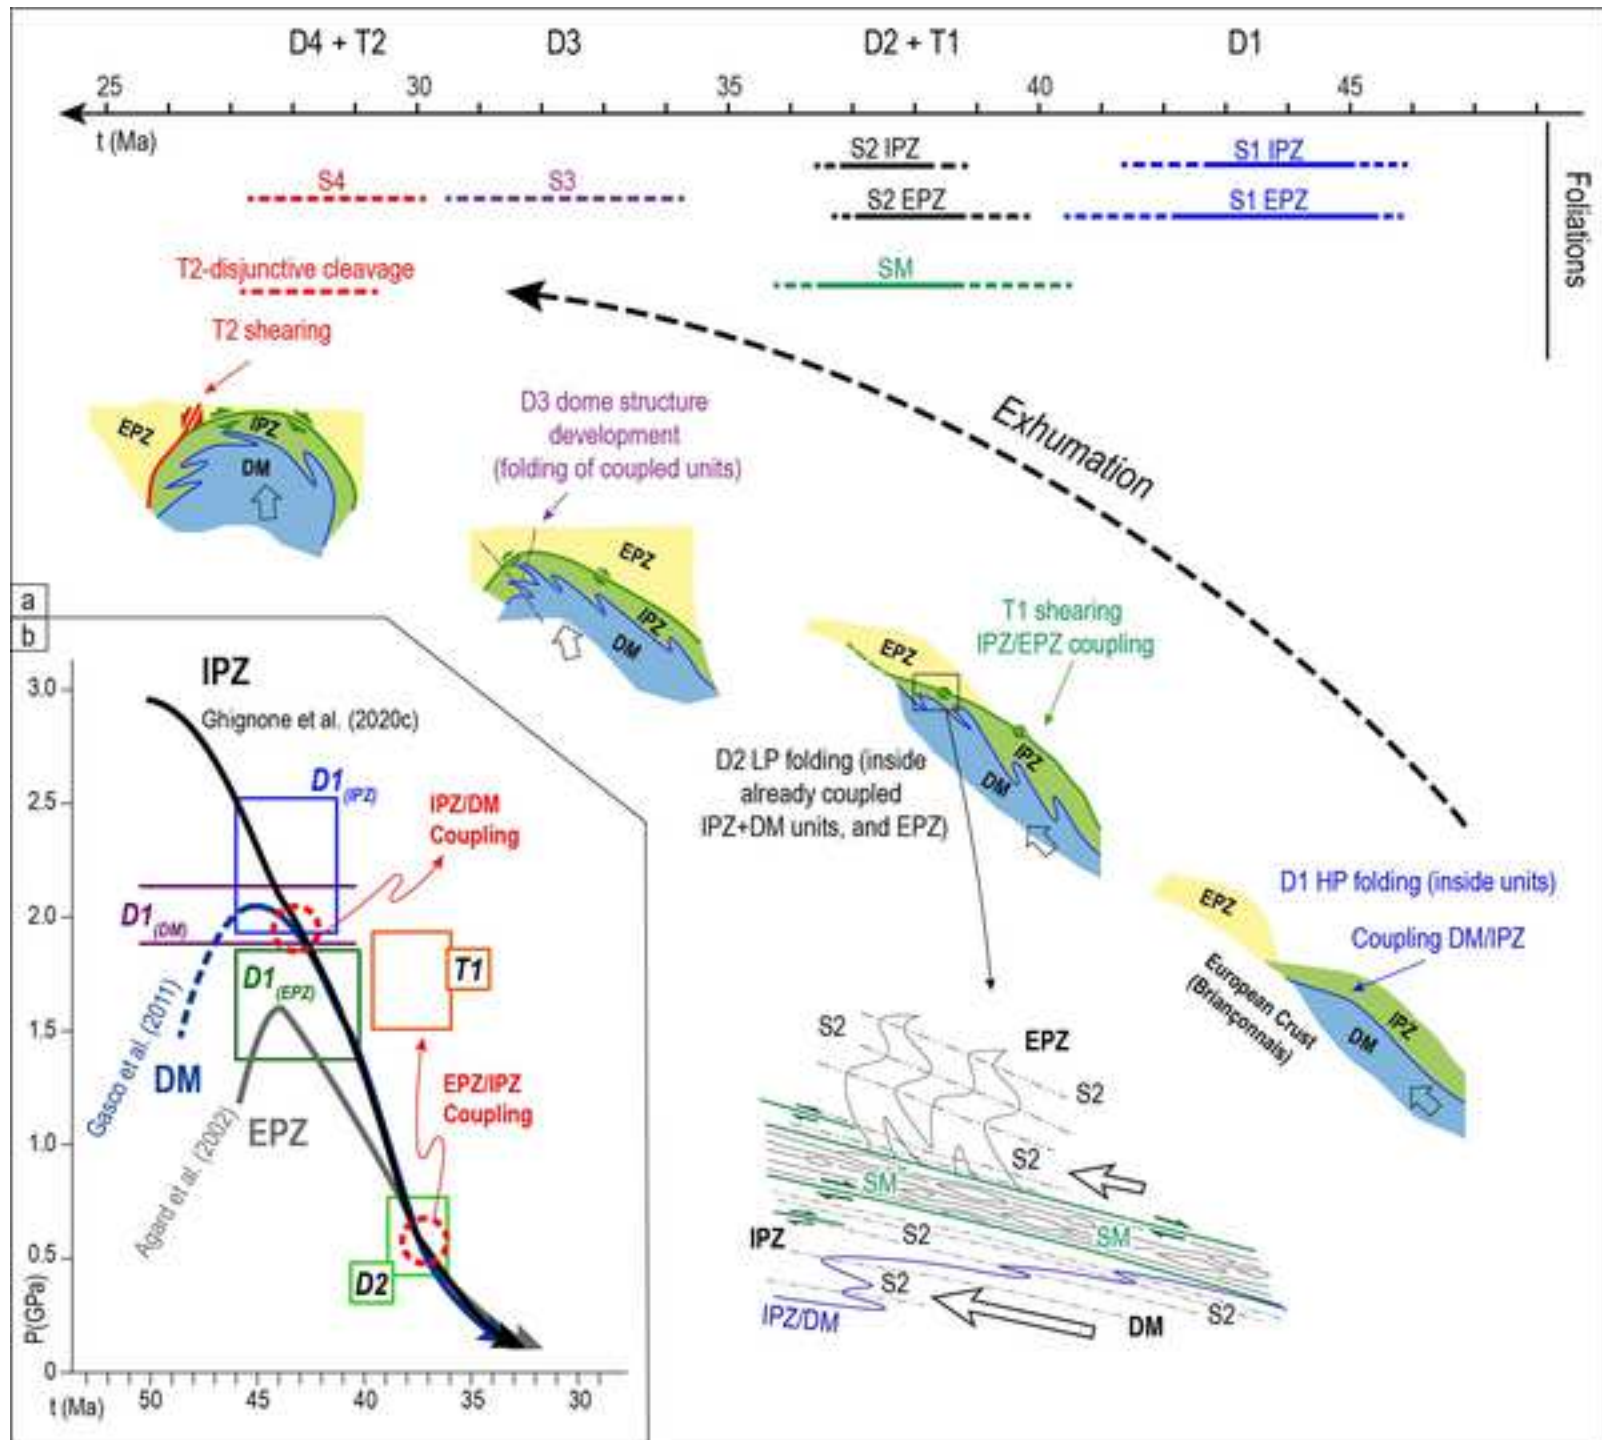 D4 + T2 D3 D2 + T1 D1
25 30 35 40 45
t (Ma)
Foliations
S2 IPZ S1 IPZ
S4 S3 S2 EPZ S1 EPZ
T2-disjunctive cleavage SM
T2 shearing
EPZ
IPZ
DM
D3 dome structure
development
(folding of coupled units)
EPZ
IPZ
DM
Exhumation
T1 shearing
IPZ/EPZ coupling
EPZ
IPZ
DM
D2 LP folding (inside
already coupled
IPZ+DM units, and EPZ)
D1 HP folding (inside units)
Coupling DM/IPZ
EPZ
European Crust
(Briançonnais)
IPZ
DM
S2
EPZ
S2
S2
SM
SM
IPZ
S2
S2
IPZ/DM
DM
S2
a
b
IPZ
Ghignone et al. (2020c)
3.0
2.5
2.0
1.5
1.0
0.5
0
P(GPa)
D1(IPZ)
IPZ/DM
Coupling
D1(DM)
D1(EPZ)
T1
Gasco et al. (2011)
DM
EPZ
Agard et al. (2002)
EPZ/IPZ
Coupling
D2
t (Ma) 50 45 40 35 30